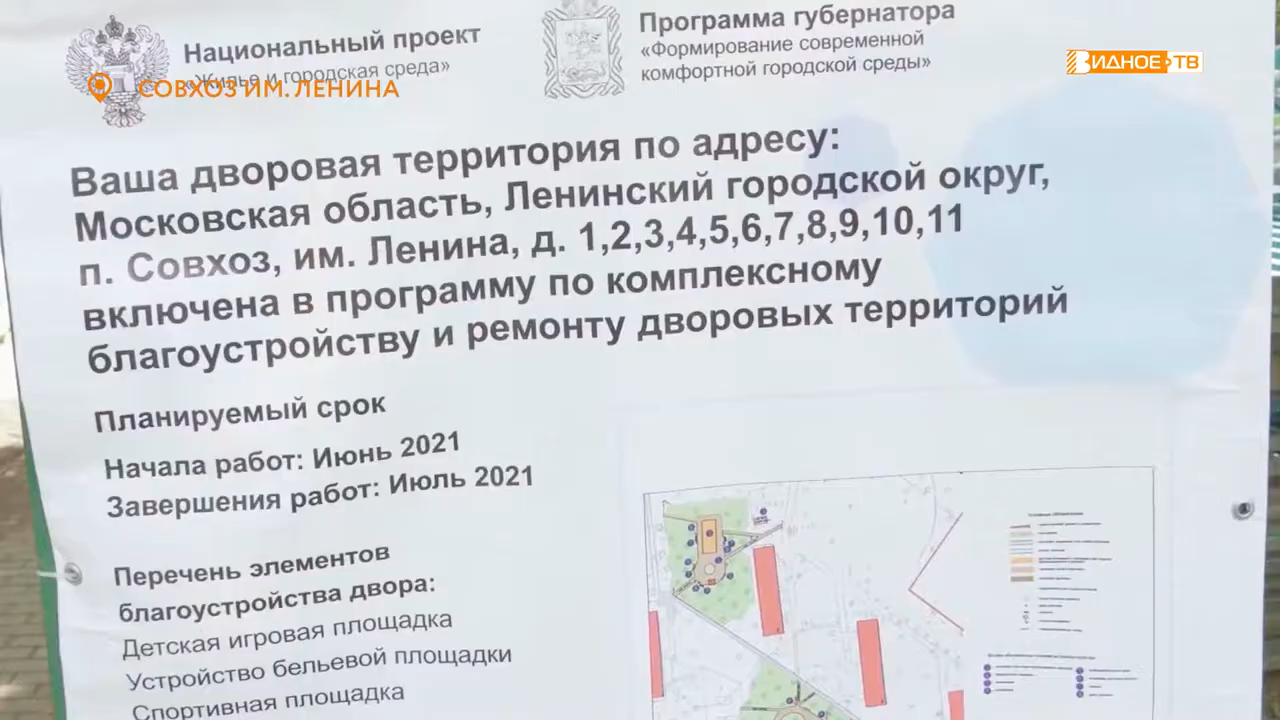 Национальный проект
«Жилье и городская среда»
Программа губернатора
«Формирование современной
комфортной городской среды»
ВИДНОЕ ТВ
СОВХОЗ ИМ. ЛЕНИНА
Ваша дворовая территория по адресу:
Московская область, Ленинский городской округ,
п. Совхоз, им. Ленина, д. 1,2,3,4,5,6,7,8,9,10,11
включена в программу по комплексному
благоустройству и ремонту дворовых территорий
Планируемый срок
Начала работ: Июнь 2021
Завершения работ: Июль 2021
Перечень элементов
благоустройства двора:
Детская игровая площадка
Устройство бельевой площадки
Спортивная площадка